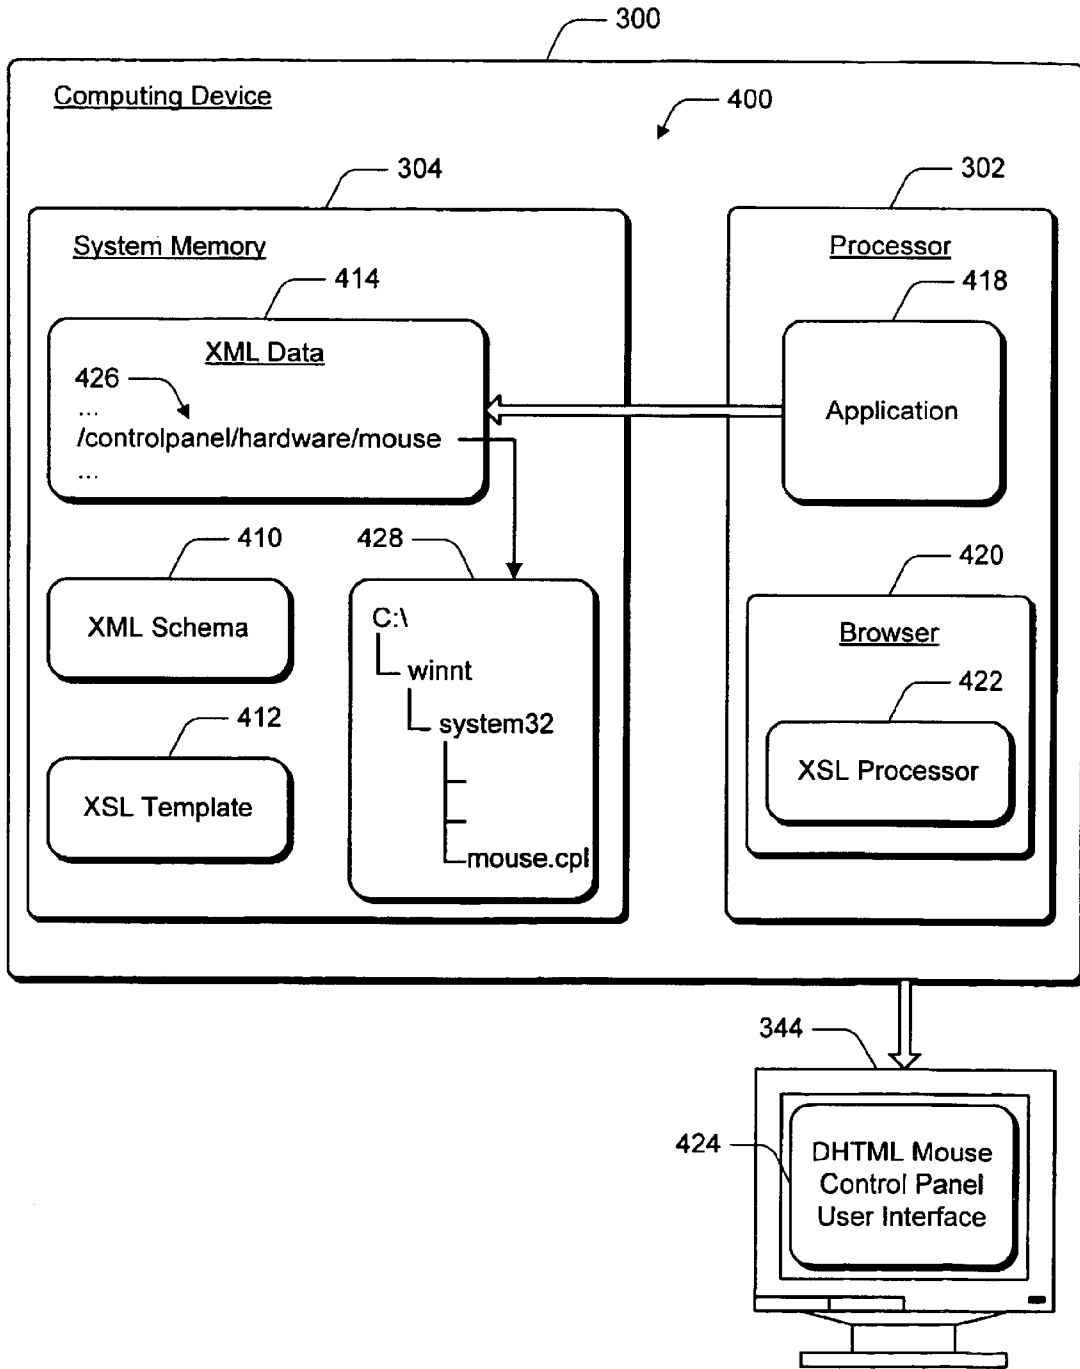 300
Computing Device
400
304
302
System Memory
Processor
414
418
XML Data
426
...
/controlpanel/hardware/mouse
...
Application
410
428
420
XML Schema
C:\
winnt
system32
mouse.cpl
Browser
422
XSL Processor
412
XSL Template
344
424
DHTML Mouse
Control Panel
User Interface